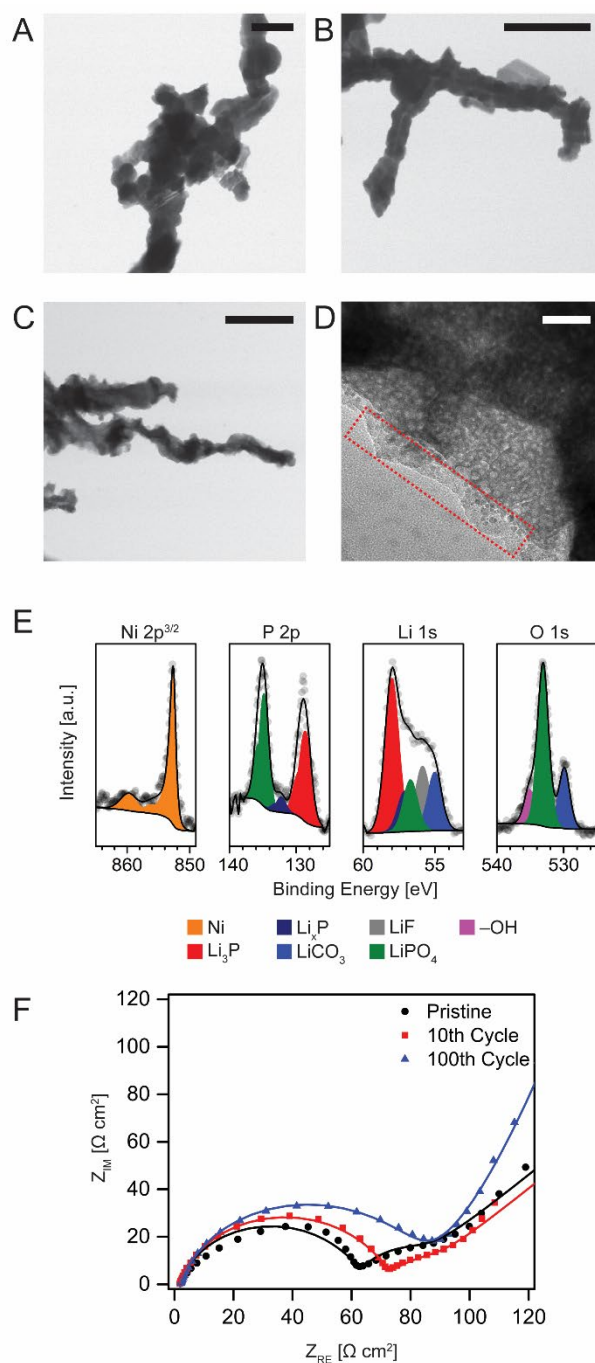 A
B
C
D
E
Ni 2p3/2
P 2p
Li 1s
O 1s
Intensity [a.u.]
860 850
140 130
60 55
540 530
Binding Energy [eV]
Ni
LixP
LiF
–OH
Li3P
LiCO3
LiPO4
F
Pristine
10th Cycle
100th Cycle
ZIM [Ω cm2]
120
100
80
60
40
20
0
0 20 40 60 80 100 120
ZRE [Ω cm2]